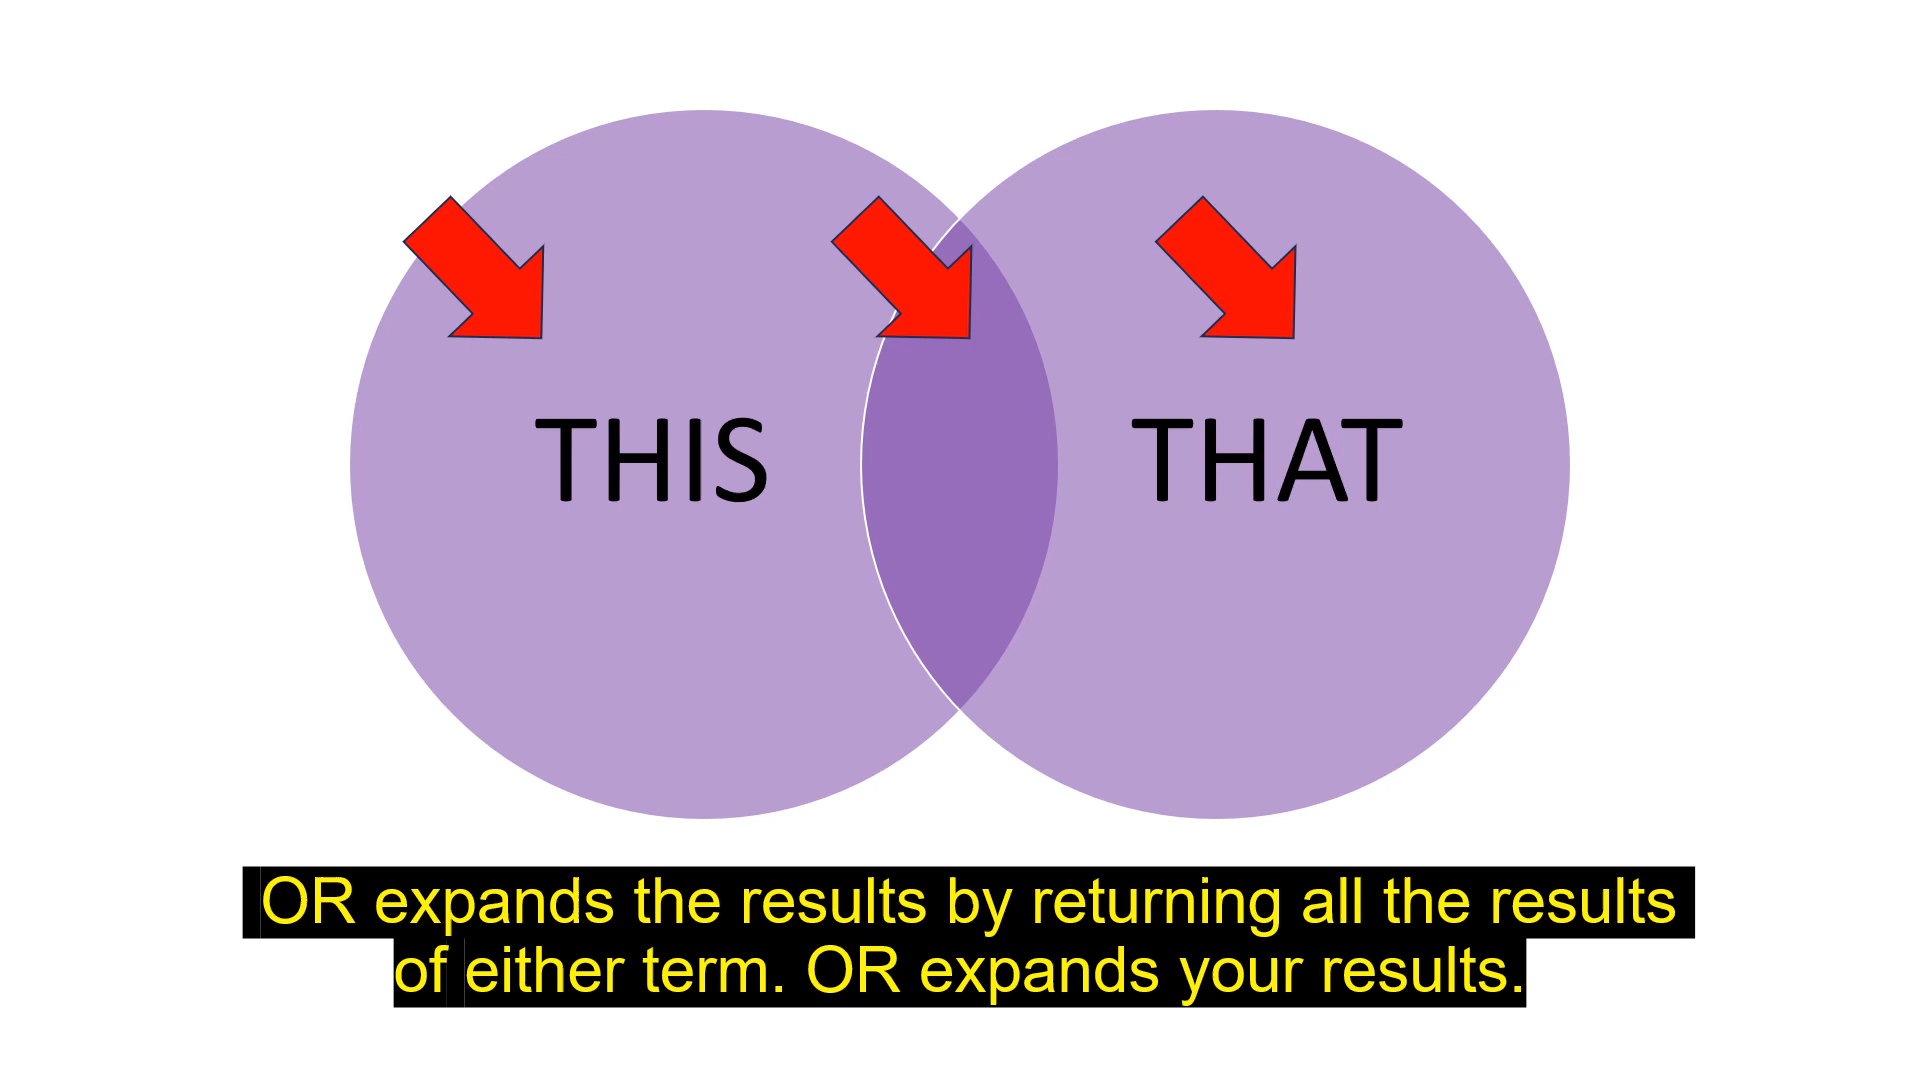 THIS
THAT
OR expands the results by returning all the results
of either term. OR expands your results.